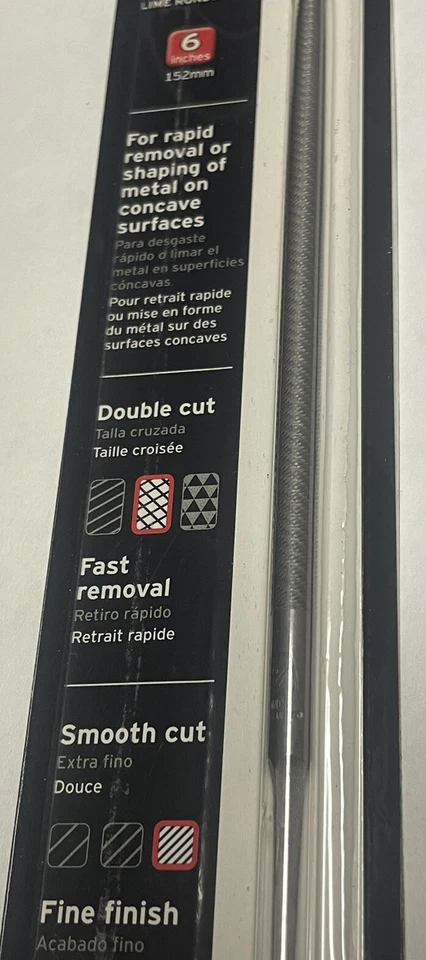 LIME
6
inches
152mm
For rapid
removal or
shaping of
metal on
concave
surfaces
Para desgaste
rápido o limar el
metal en superficies
cóncavas
Pour retrait rapide
ou mise en forme
du métal sur des
surfaces concaves
Double cut
Talla cruzada
Taille croisée
Fast
removal
Retiro rápido
Retrait rapide
Smooth cut
Extra fino
Douce
Fine finish
Acabado fino